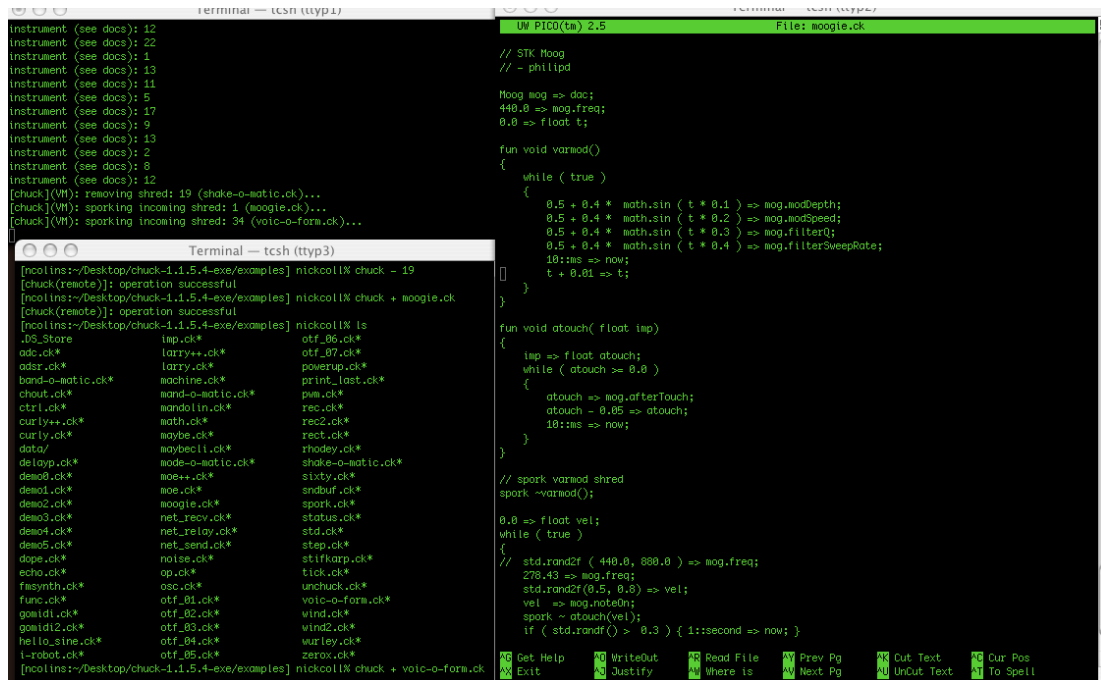 Terminal — tcsh (ttyp1)
instrument (see docs): 12
instrument (see docs): 22
instrument (see docs): 1
instrument (see docs): 13
instrument (see docs): 11
instrument (see docs): 5
instrument (see docs): 17
instrument (see docs): 9
instrument (see docs): 13
instrument (see docs): 2
instrument (see docs): 8
instrument (see docs): 12
[chuck](VM): removing shred: 19 (shake-o-matic.ck)...
[chuck](VM): sporking incoming shred: 1 (moogie.ck)...
[chuck](VM): sporking incoming shred: 34 (voic-o-form.ck)...
Terminal — tcsh (ttyp3)
[ncolins:~/Desktop/chuck-1.1.5.4-exe/examples] nickcoll% chuck - 19
[chuck(remote)]: operation successful
[ncolins:~/Desktop/chuck-1.1.5.4-exe/examples] nickcoll% chuck + moogie.ck
[chuck(remote)]: operation successful
[ncolins:~/Desktop/chuck-1.1.5.4-exe/examples] nickcoll% ls
.DS_Store imp.ck* otf_06.ck*
adc.ck* larry++.ck* otf_07.ck*
adsr.ck* larry.ck* powerup.ck*
band-o-matic.ck* machine.ck* print_last.ck*
chout.ck* mand-o-matic.ck* pwm.ck*
ctrl.ck* mandolin.ck* rec.ck*
curly++.ck* math.ck* rec2.ck*
curly.ck* maybe.ck* rect.ck*
data/ maybecli.ck* rhodey.ck*
delayp.ck* mode-o-matic.ck* shake-o-matic.ck*
demo0.ck* moe++.ck* sixty.ck*
demo1.ck* moe.ck* sndbuf.ck*
demo2.ck* moogie.ck* spork.ck*
demo3.ck* net_recv.ck* status.ck*
demo4.ck* net_relay.ck* std.ck*
demo5.ck* net_send.ck* step.ck*
dope.ck* noise.ck* stifkarp.ck*
echo.ck* op.ck* tick.ck*
fmsynth.ck* osc.ck* unchuck.ck*
func.ck* otf_01.ck* voic-o-form.ck*
gomidi.ck* otf_02.ck* wind.ck*
gomidi2.ck* otf_03.ck* wind2.ck*
hello_sine.ck* otf_04.ck* wurley.ck*
i-robot.ck* otf_05.ck* zerox.ck*
[ncolins:~/Desktop/chuck-1.1.5.4-exe/examples] nickcoll% chuck + voic-o-form.ck
Terminal — tcsh (ttyp2)
UW PICO(tm) 2.5 File: moogie.ck
// STK Moog
// - philipd
Moog mog => dac;
440.0 => mog.freq;
0.0 => float t;
fun void varmod()
{
while ( true )
{
0.5 + 0.4 * math.sin ( t * 0.1 ) => mog.modDepth;
0.5 + 0.4 * math.sin ( t * 0.2 ) => mog.modSpeed;
0.5 + 0.4 * math.sin ( t * 0.3 ) => mog.filterQ;
0.5 + 0.4 * math.sin ( t * 0.4 ) => mog.filterSweepRate;
10::ms => now;
t + 0.01 => t;
}
}
fun void atouch( float imp)
{
imp => float atouch;
while ( atouch >= 0.0 )
{
atouch => mog.afterTouch;
atouch - 0.05 => atouch;
10::ms => now;
}
}
// spork varmod shred
spork ~varmod();
0.0 => float vel;
while ( true )
{
// std.rand2f ( 440.0, 880.0 ) => mog.freq;
278.43 => mog.freq;
std.rand2f(0.5, 0.8) => vel;
vel => mog.noteOn;
spork ~ atouch(vel);
if ( std.randf() > 0.3 ) { 1::second => now; }
^G Get Help ^O WriteOut ^R Read File ^Y Prev Pg ^K Cut Text ^C Cur Pos
^X Exit ^J Justify ^W Where is ^V Next Pg ^U UnCut Text ^T To Spell